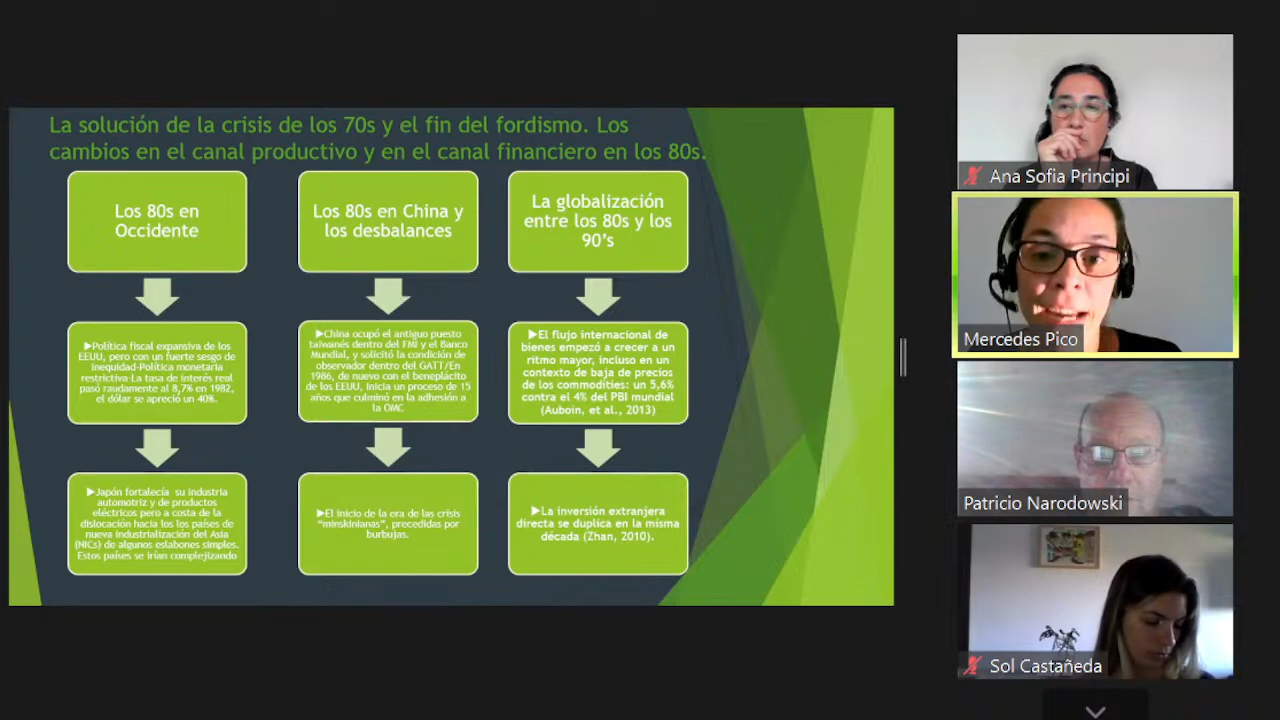 La solución de la crisis de los 70s y el fin del fordismo. Los
cambios en el canal productivo y en el canal financiero en los 80s.
Los 80s en
Occidente
▶Política fiscal expansiva de los
EEUU, pero con un fuerte sesgo de
inequidad-Política monetaria
restrictiva-La tasa de interés real
pasó raudamente al 8,7% en 1982,
el dólar se apreció un 40%.
▶Japón fortalecía su industria
automotriz y de productos
eléctricos pero a costa de la
dislocación hacia los los países de
nueva industrialización del Asia
(NICs) de algunos eslabones simples.
Estos países se irían complejizando
Los 80s en China y
los desbalances
▶China ocupó el antiguo puesto
taiwanés dentro del FMI y el Banco
Mundial, y solicitó la condición de
observador dentro del GATT/En
1986, de nuevo con el beneplácito
de los EEUU, inicia un proceso de 15
años que culminó en la adhesión a
la OMC
▶El inicio de la era de las crisis
“minskinianas”, precedidas por
burbujas.
La globalización
entre los 80s y los
90’s
▶El flujo internacional de
bienes empezó a crecer a un
ritmo mayor, incluso en un
contexto de baja de precios
de los commodities: un 5,6%
contra el 4% del PBI mundial
(Auboin, et al., 2013)
▶La inversión extranjera
directa se duplica en la misma
década (Zhan, 2010).
Ana Sofia Principi
Mercedes Pico
Patricio Narodowski
Sol Castañeda